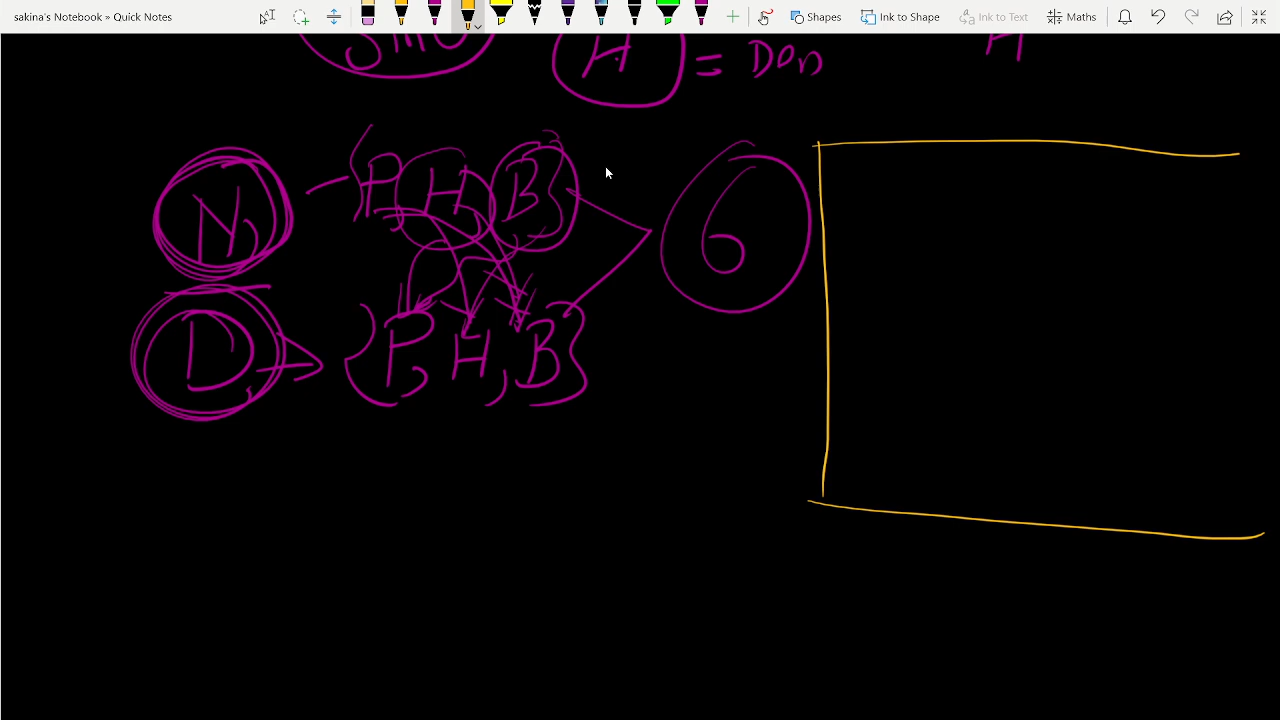 sakina's Notebook » Quick Notes
Shapes
Ink to Shape
Ink to Text
Maths
H = Don
H
N, - {P, H, B}
6
D, → {P, H, B}